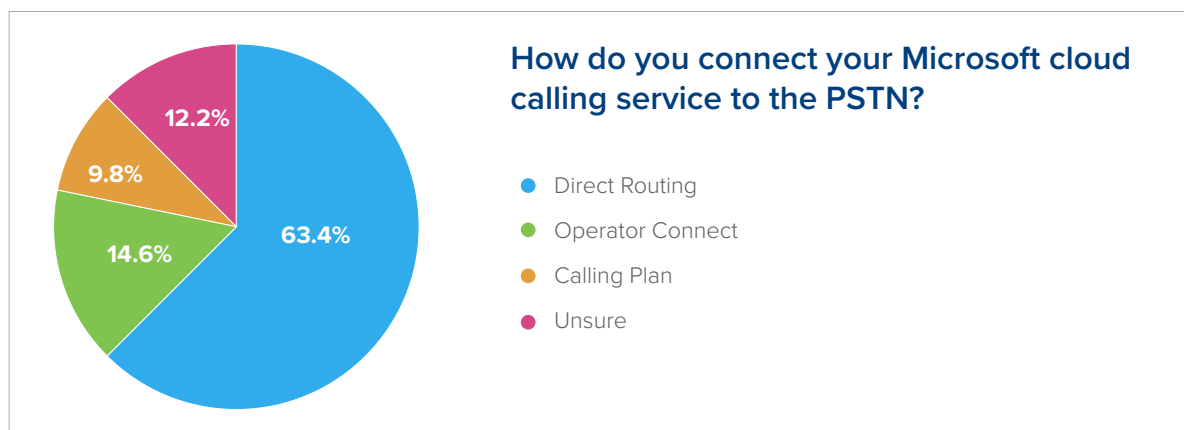 How do you connect your Microsoft cloud
calling service to the PSTN?
12.2%
9.8%
14.6%
63.4%
Direct Routing
Operator Connect
Calling Plan
Unsure